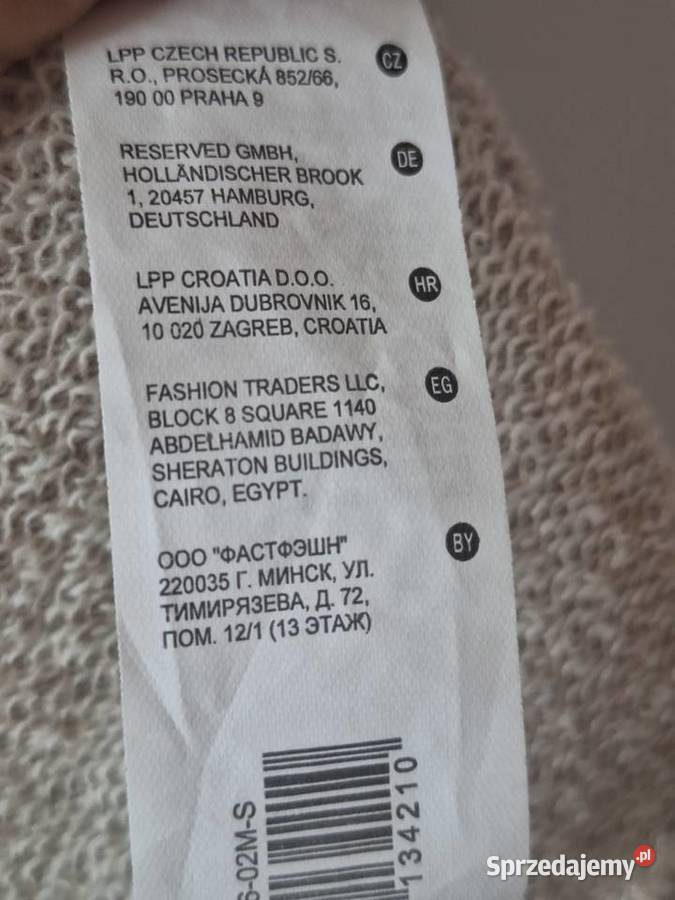 LPP CZECH REPUBLIC S. CZ
R.O., PROSECKÁ 852/66,
190 00 PRAHA 9
RESERVED GMBH, DE
HOLLÄNDISCHER BROOK
1, 20457 HAMBURG,
DEUTSCHLAND
LPP CROATIA D.O.O. HR
AVENIJA DUBROVNIK 16,
10 020 ZAGREB, CROATIA
FASHION TRADERS LLC, EG
BLOCK 8 SQUARE 1140
ABDELHAMID BADAWY,
SHERATON BUILDINGS,
CAIRO, EGYPT.
ООО "ФАСТФЭШН" BY
220035 Г. МИНСК, УЛ.
ТИМИРЯЗЕВА, Д. 72,
ПОМ. 12/1 (13 ЭТАЖ)
6-02M-S
134210
Sprzedajemy.pl